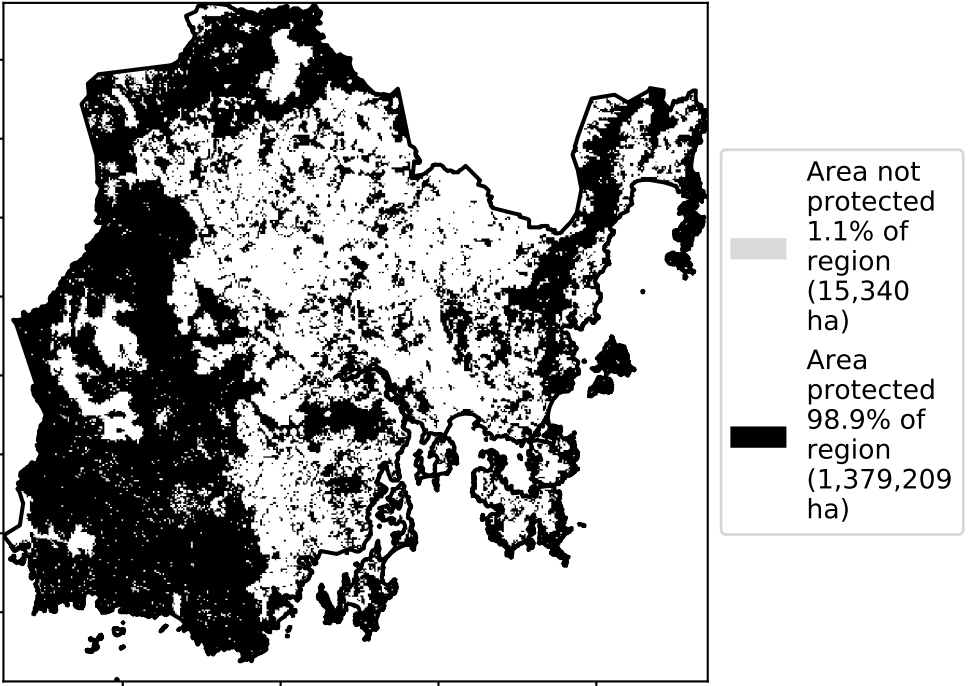 Area not
protected
1.1% of
region
(15,340
ha)
Area
protected
98.9% of
region
(1,379,209
ha)